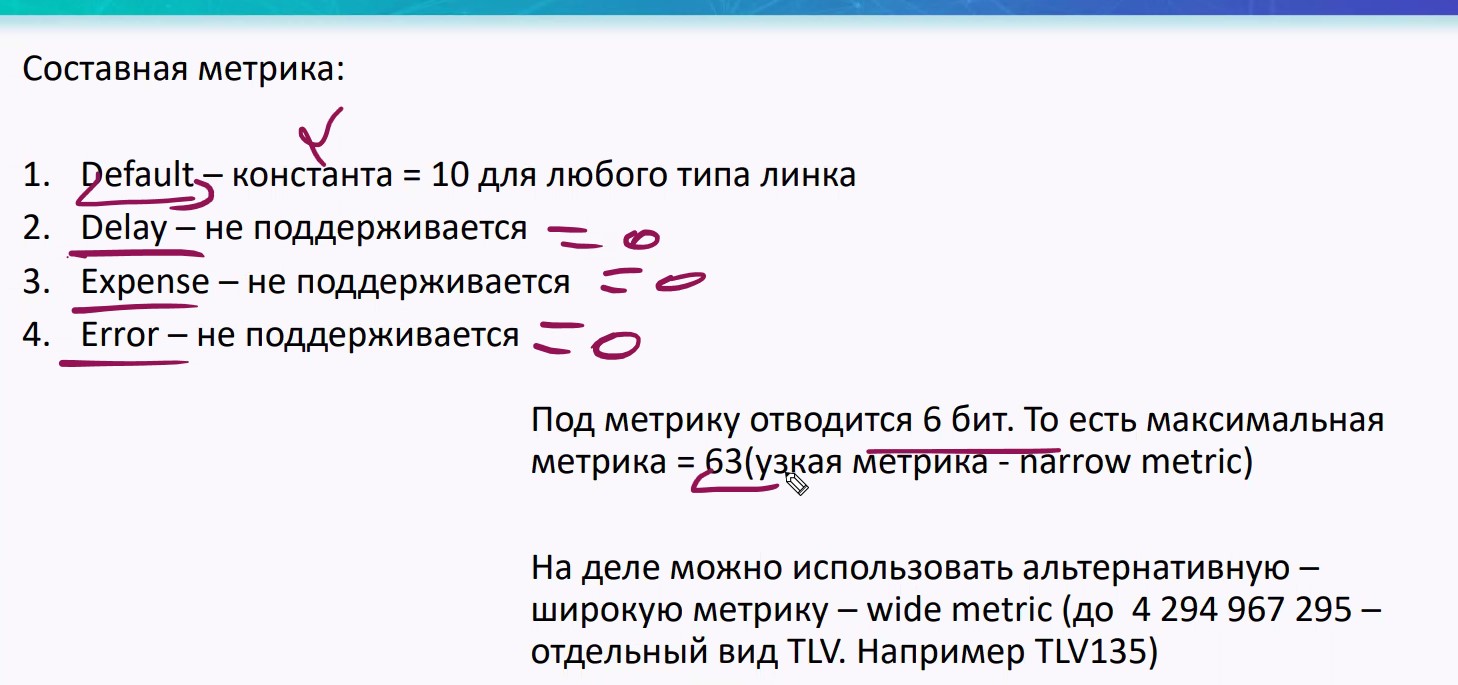 Составная метрика:
1. Default – константа = 10 для любого типа линка
2. Delay – не поддерживается = 0
3. Expense – не поддерживается = 0
4. Error – не поддерживается = 0
Под метрику отводится 6 бит. То есть максимальная
метрика = 63(узкая метрика - narrow metric)
На деле можно использовать альтернативную –
широкую метрику – wide metric (до 4 294 967 295 –
отдельный вид TLV. Например TLV135)